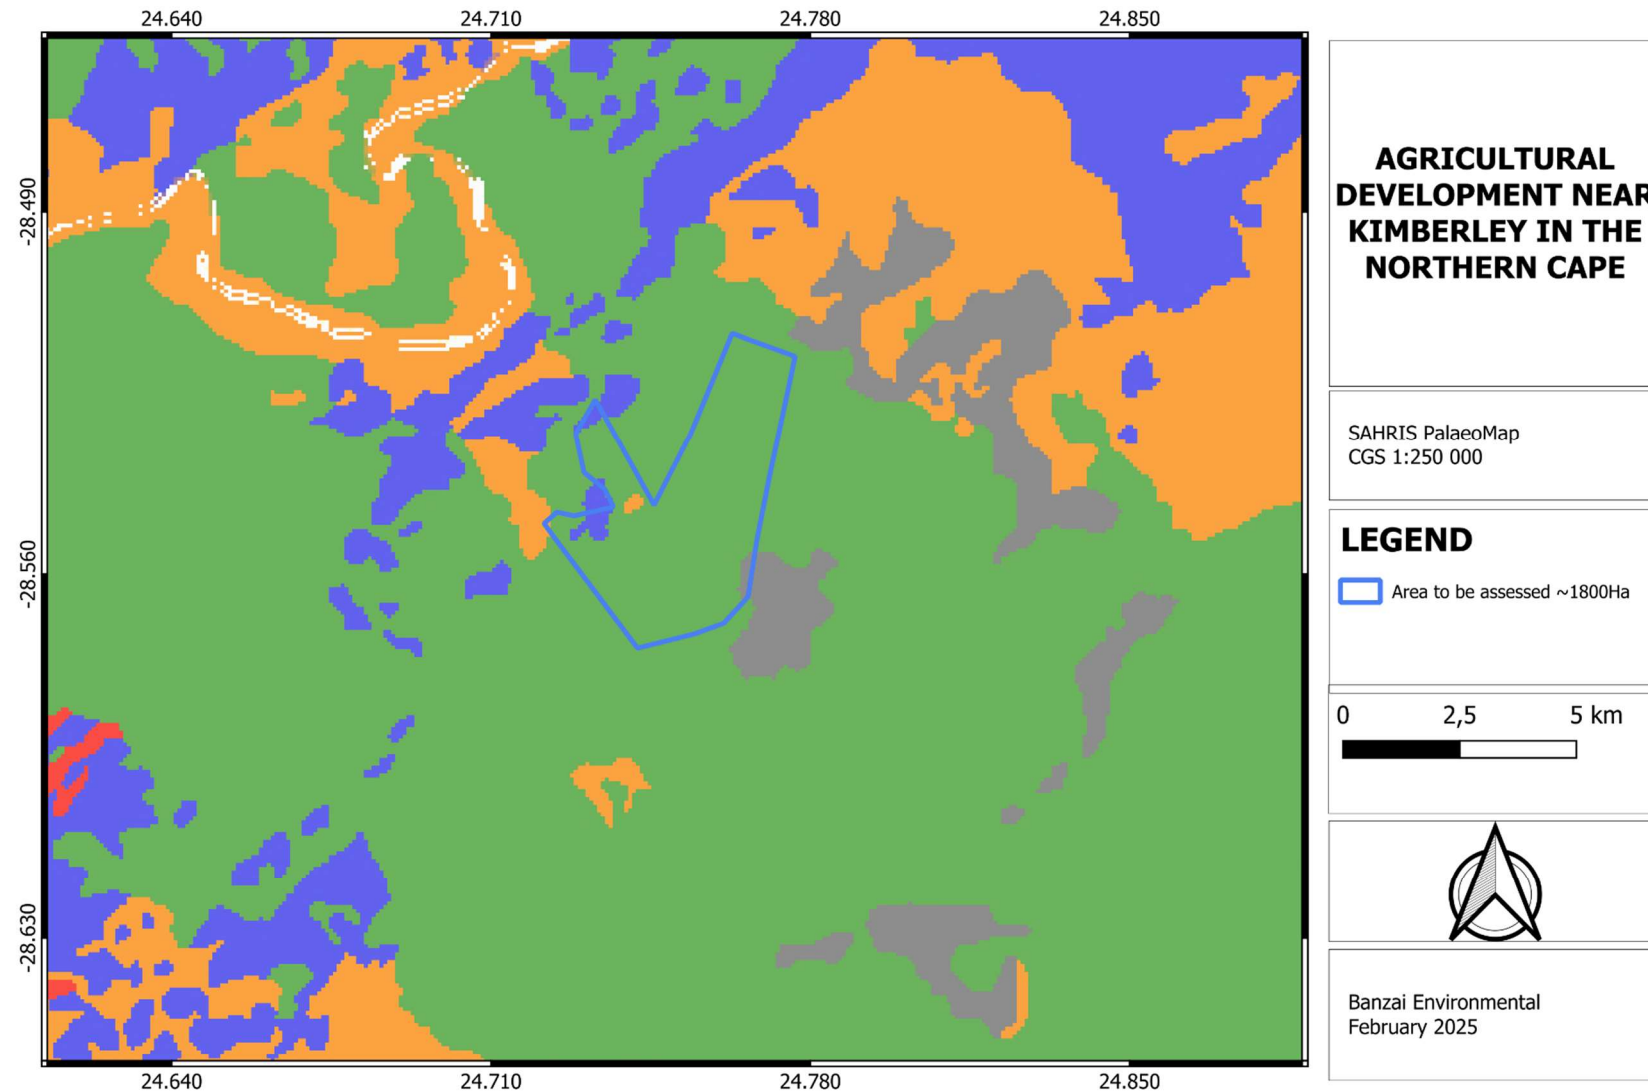 24.640 24.710 24.780 24.850
-28.490
-28.560
-28.630
24.640 24.710 24.780 24.850
AGRICULTURAL
DEVELOPMENT NEAR
KIMBERLEY IN THE
NORTHERN CAPE
SAHRIS PalaeoMap
CGS 1:250 000
LEGEND
Area to be assessed ~1800Ha
0 2,5 5 km
Banzai Environmental
February 2025